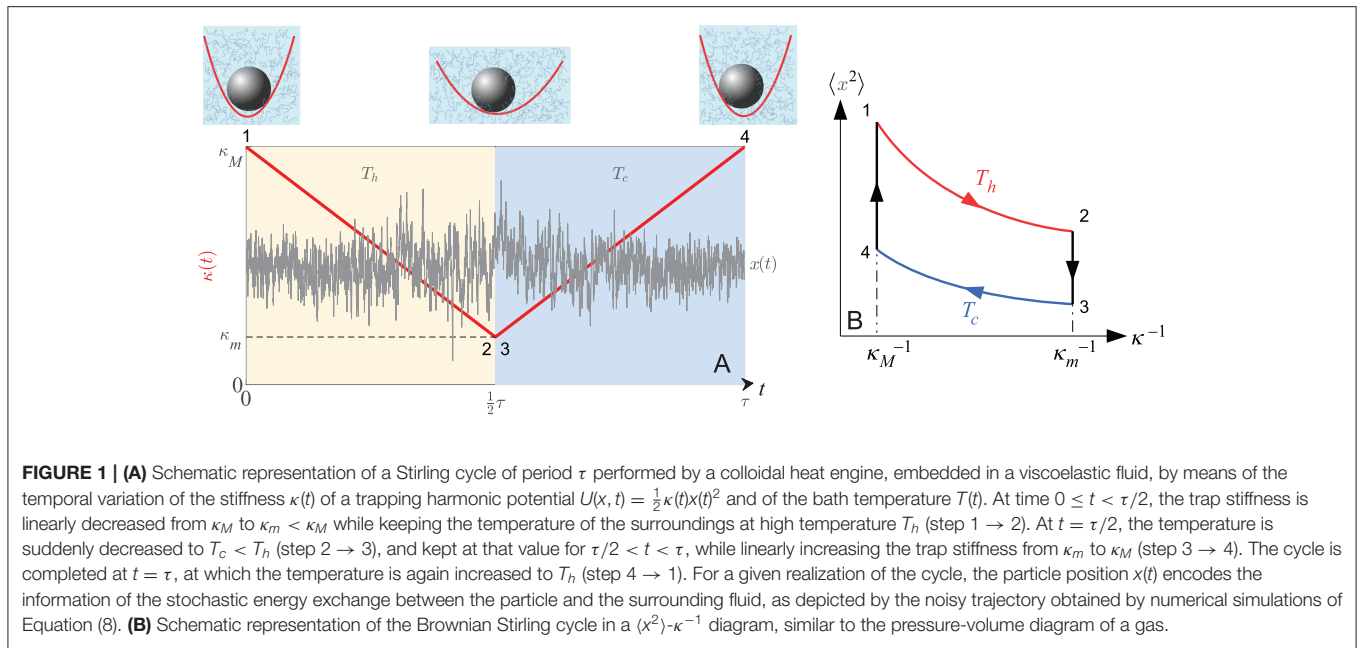 1
4
κ_M
T_h
T_c
κ(t)
x(t)
κ_m
2 3
A
0
0
½τ
τ
t
⟨x²⟩
1
T_h
2
4
T_c
3
B
κ⁻¹
κ_M⁻¹
κ_m⁻¹
FIGURE 1 | (A) Schematic representation of a Stirling cycle of period τ performed by a colloidal heat engine, embedded in a viscoelastic fluid, by means of the
temporal variation of the stiffness κ(t) of a trapping harmonic potential U(x, t) = ½κ(t)x(t)² and of the bath temperature T(t). At time 0 ≤ t < τ/2, the trap stiffness is
linearly decreased from κ_M to κ_m < κ_M while keeping the temperature of the surroundings at high temperature T_h (step 1 → 2). At t = τ/2, the temperature is
suddenly decreased to T_c < T_h (step 2 → 3), and kept at that value for τ/2 < t < τ, while linearly increasing the trap stiffness from κ_m to κ_M (step 3 → 4). The cycle is
completed at t = τ, at which the temperature is again increased to T_h (step 4 → 1). For a given realization of the cycle, the particle position x(t) encodes the
information of the stochastic energy exchange between the particle and the surrounding fluid, as depicted by the noisy trajectory obtained by numerical simulations of
Equation (8). (B) Schematic representation of the Brownian Stirling cycle in a ⟨x²⟩-κ⁻¹ diagram, similar to the pressure-volume diagram of a gas.